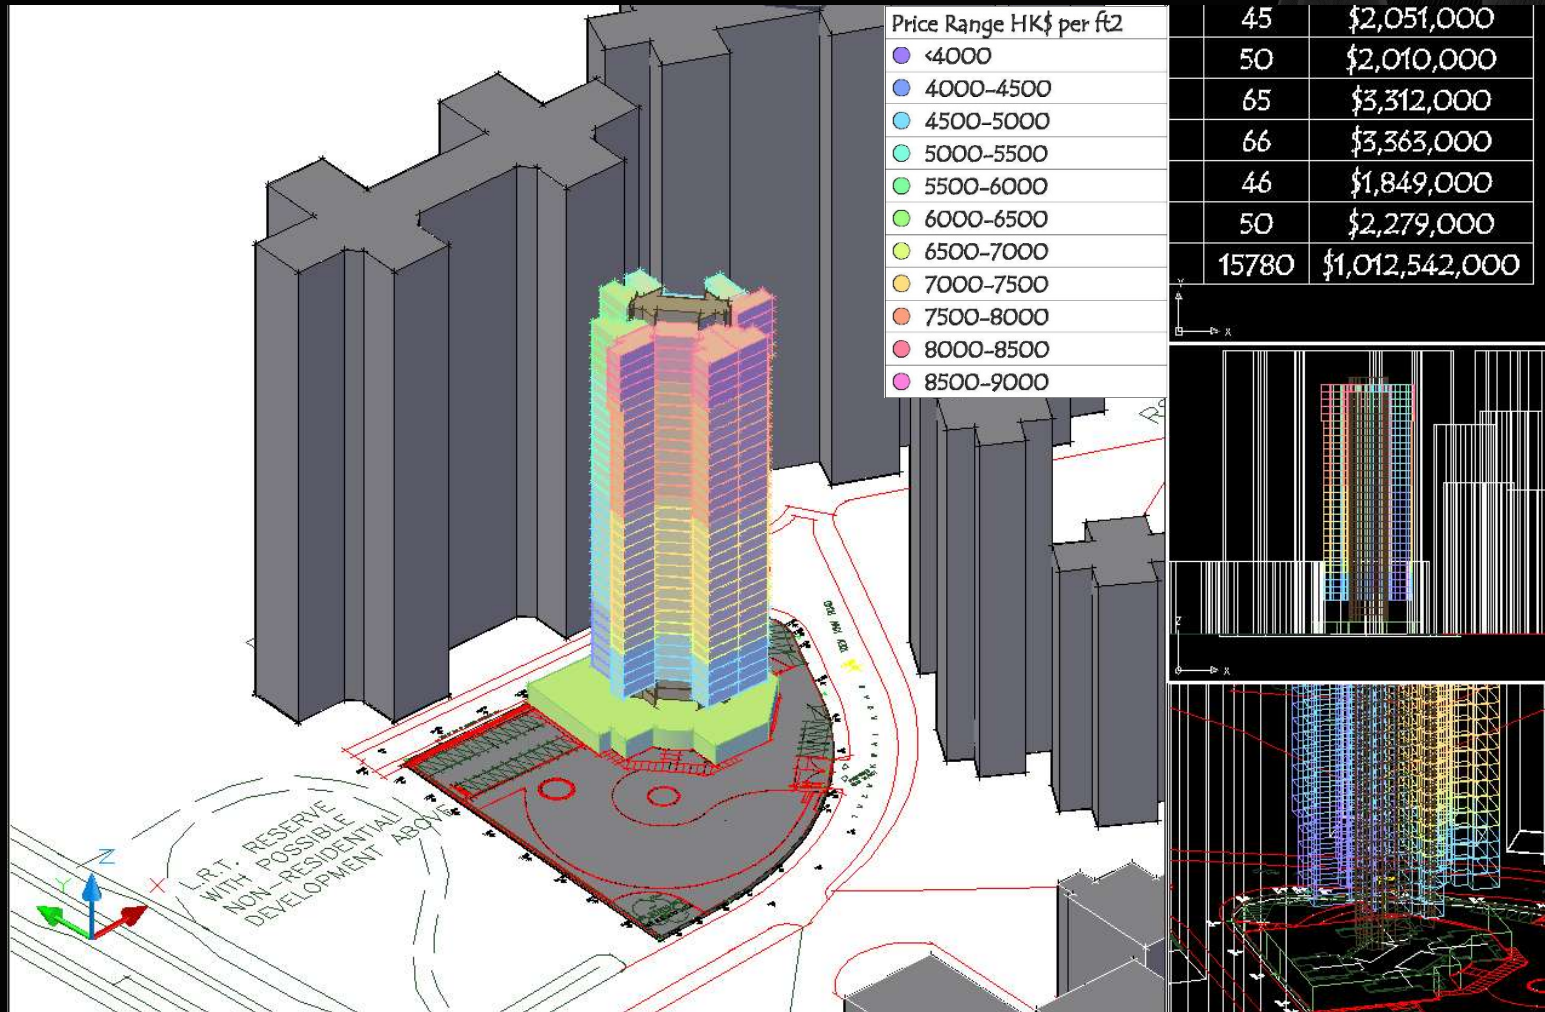 Price Range HK$ per ft2
<4000
4000-4500
4500-5000
5000-5500
5500-6000
6000-6500
6500-7000
7000-7500
7500-8000
8000-8500
8500-9000
45 $2,051,000
50 $2,010,000
65 $3,312,000
66 $3,363,000
46 $1,849,000
50 $2,279,000
15780 $1,012,542,000
Y
X
Z
X
L.R.T. RESERVE
WITH POSSIBLE
NON-RESIDENTIAL
DEVELOPMENT ABOVE
Z
Y
X